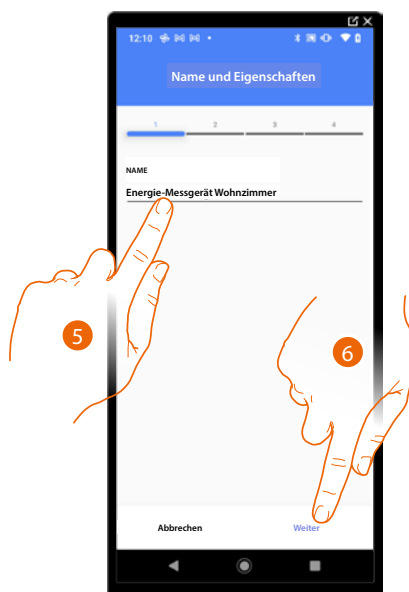 12:10
Name und Eigenschaften
1 2 3 4
NAME
Energie-Messgerät Wohnzimmer
5
6
Abbrechen Weiter